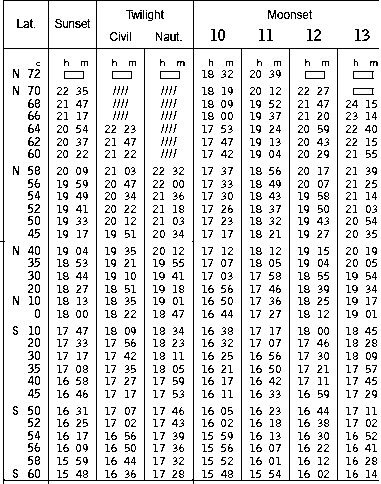 Lat. Sunset Twilight Moonset
Civil Naut. 10 11 12 13
° h m h m h m h m h m h m h m
N 72 ▭ ▭ ▭ 18 32 20 39 ▭ ▭
N 70 22 35 //// //// 18 19 20 12 22 27 ▭
68 21 47 //// //// 18 09 19 52 21 47 24 15
66 21 17 //// //// 18 00 19 37 21 20 23 14
64 20 54 22 23 //// 17 53 19 24 20 59 22 40
62 20 37 21 47 //// 17 47 19 13 20 43 22 15
60 20 22 21 22 //// 17 42 19 04 20 29 21 55
N 58 20 09 21 03 22 32 17 37 18 56 20 17 21 39
56 19 59 20 47 22 00 17 33 18 49 20 07 21 25
54 19 49 20 34 21 36 17 30 18 43 19 58 21 14
52 19 41 20 22 21 18 17 26 18 37 19 50 21 03
50 19 33 20 12 21 03 17 23 18 32 19 43 20 54
45 19 17 19 51 20 34 17 17 18 21 19 27 20 35
N 40 19 04 19 35 20 12 17 12 18 12 19 15 20 19
35 18 53 19 21 19 55 17 07 18 05 19 04 20 05
30 18 44 19 10 19 41 17 03 17 58 18 55 19 54
20 18 27 18 51 19 18 16 56 17 46 18 39 19 34
N 10 18 13 18 35 19 01 16 50 17 36 18 25 19 17
0 18 00 18 22 18 47 16 44 17 27 18 12 19 01
S 10 17 47 18 09 18 34 16 38 17 17 18 00 18 45
20 17 33 17 56 18 23 16 32 17 07 17 46 18 28
30 17 17 17 42 18 11 16 25 16 56 17 30 18 09
35 17 08 17 35 18 05 16 21 16 50 17 21 17 57
40 16 58 17 27 17 59 16 17 16 42 17 11 17 45
45 16 46 17 17 17 53 16 11 16 33 16 59 17 29
S 50 16 31 17 07 17 46 16 05 16 23 16 44 17 11
52 16 25 17 02 17 43 16 02 16 18 16 38 17 02
54 16 17 16 56 17 39 15 59 16 13 16 30 16 52
56 16 09 16 50 17 36 15 56 16 07 16 22 16 41
58 15 59 16 44 17 32 15 52 16 01 16 12 16 28
S 60 15 48 16 36 17 28 15 48 15 54 16 02 16 14